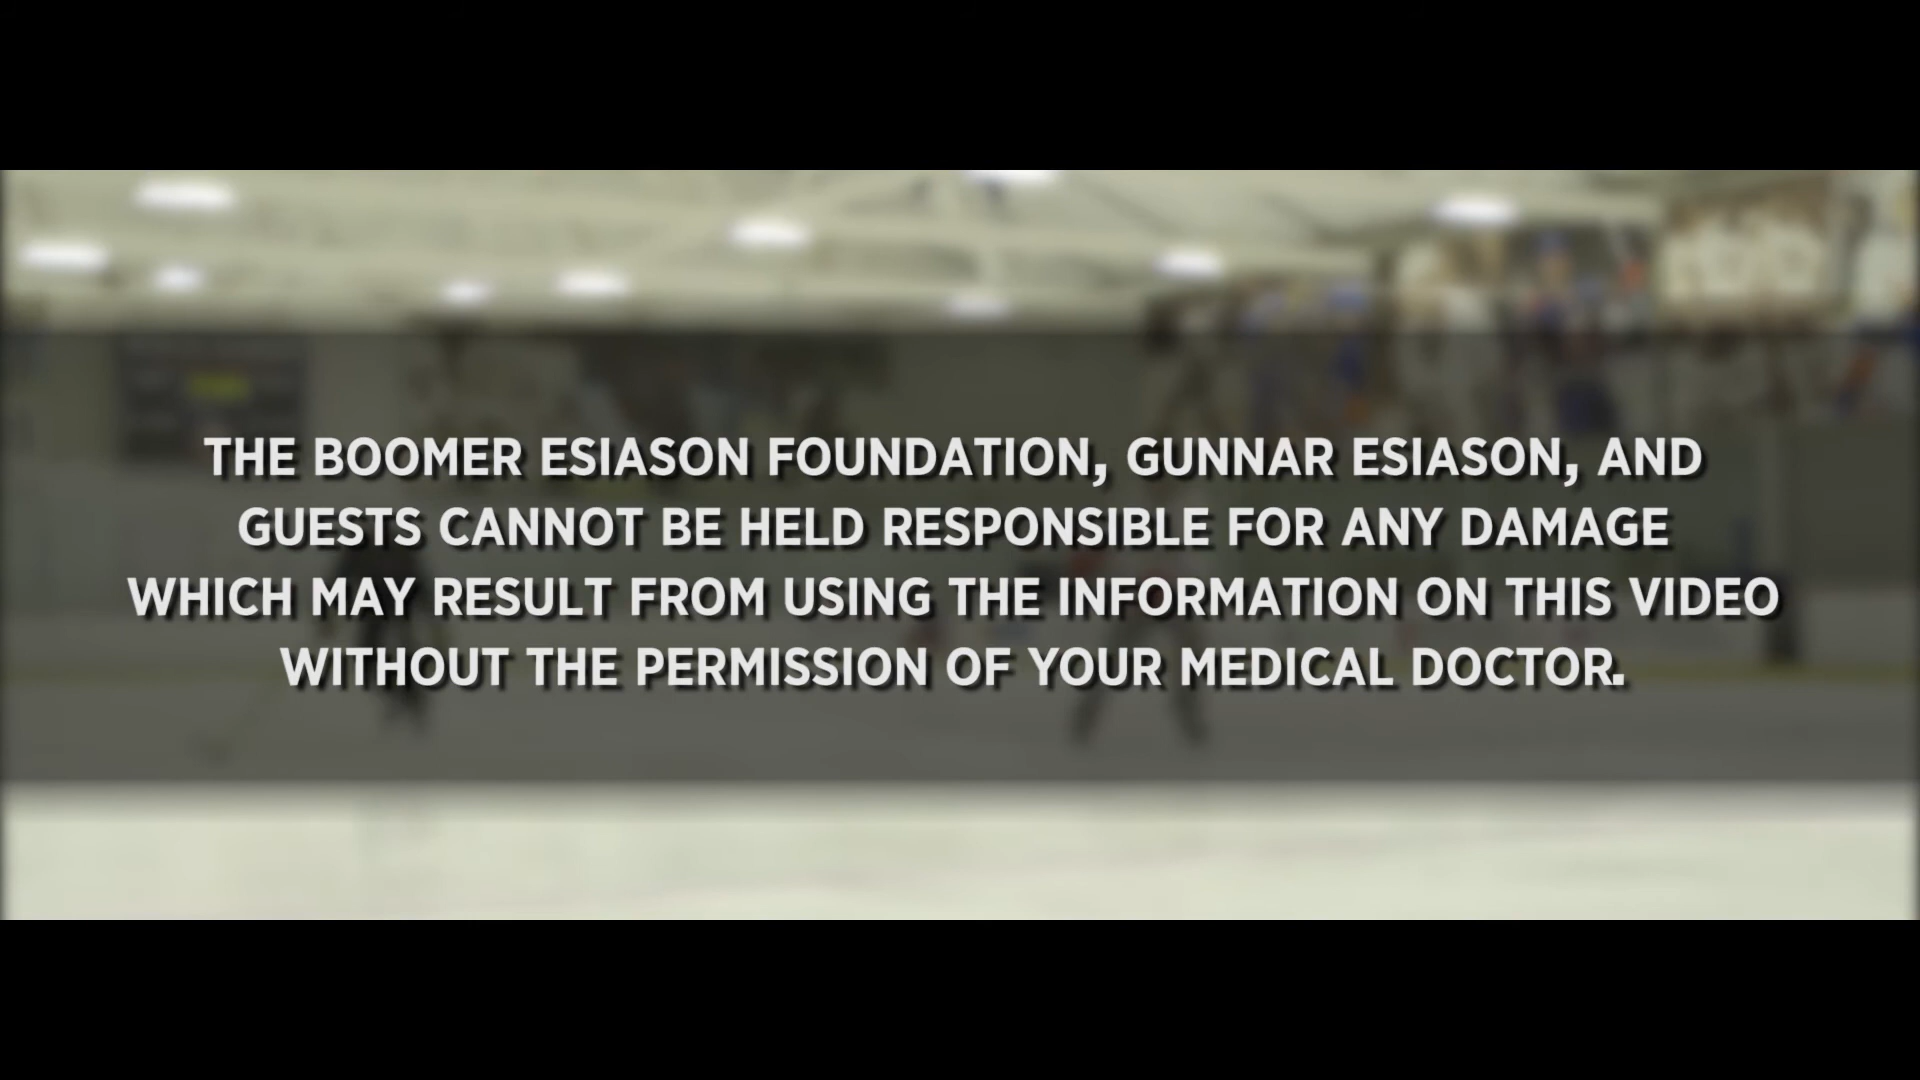 THE BOOMER ESIASON FOUNDATION, GUNNAR ESIASON, AND
GUESTS CANNOT BE HELD RESPONSIBLE FOR ANY DAMAGE
WHICH MAY RESULT FROM USING THE INFORMATION ON THIS VIDEO
WITHOUT THE PERMISSION OF YOUR MEDICAL DOCTOR.